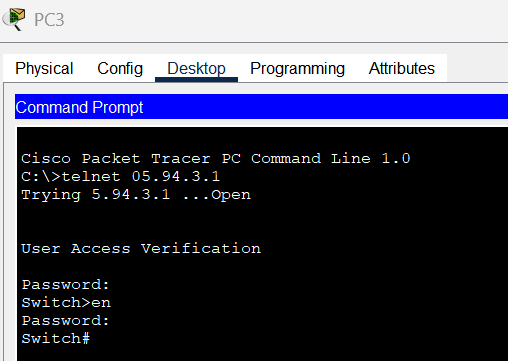 PC3
Physical Config Desktop Programming Attributes
Command Prompt
Cisco Packet Tracer PC Command Line 1.0
C:\>telnet 05.94.3.1
Trying 5.94.3.1 ...Open
User Access Verification
Password:
Switch>en
Password:
Switch#